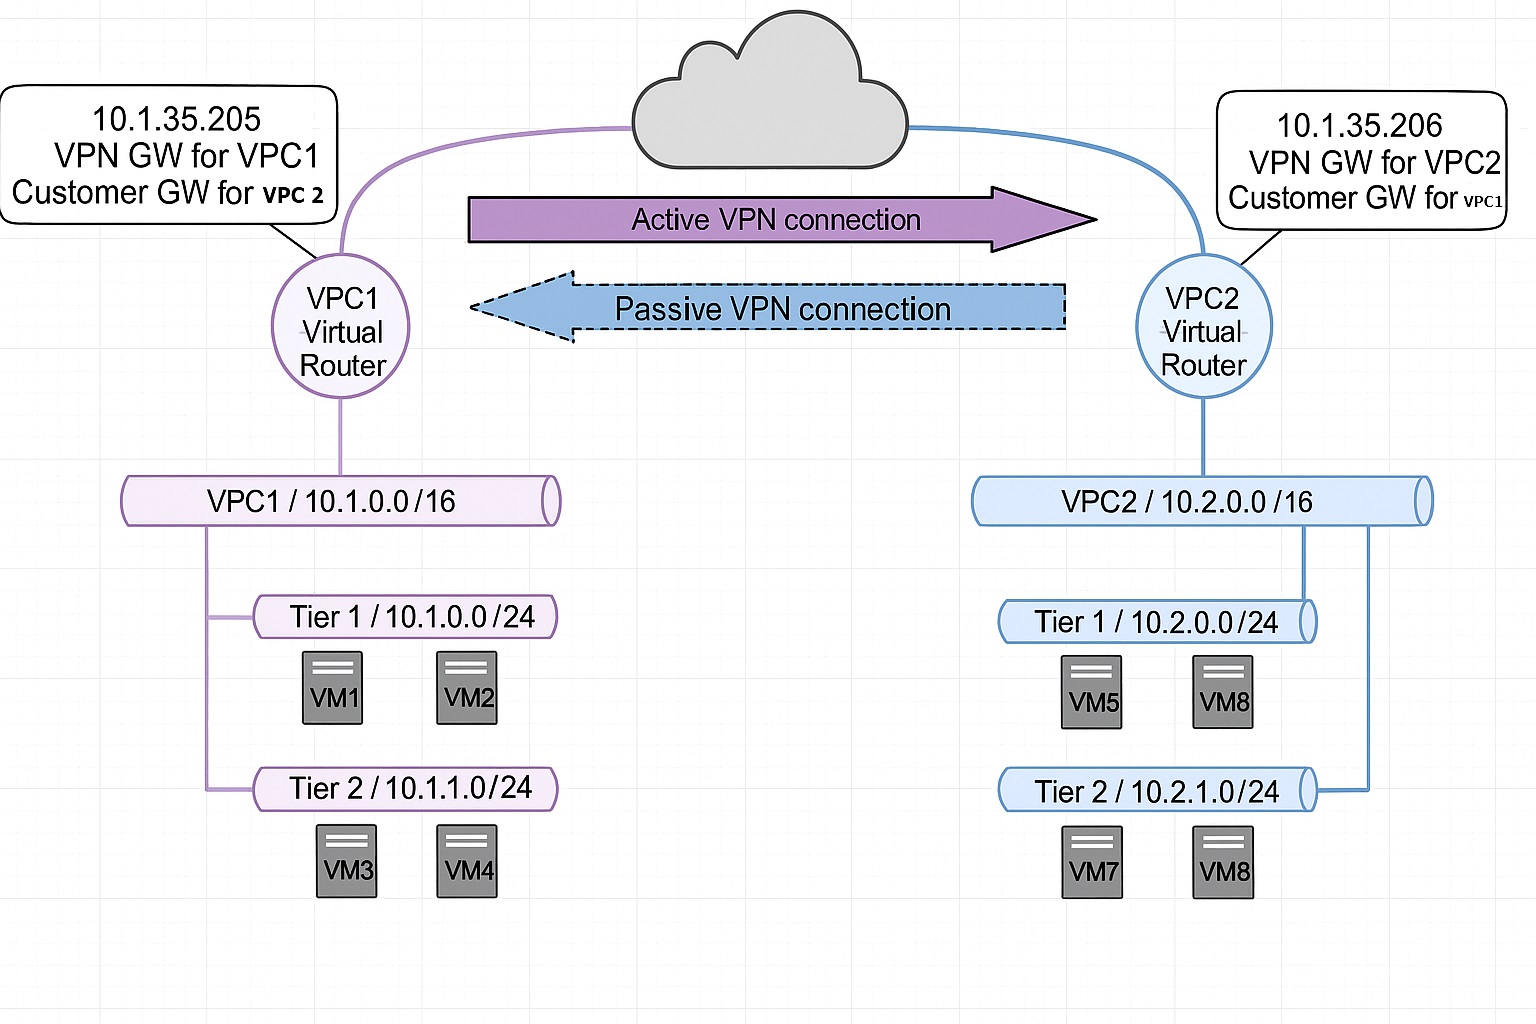 10.1.35.205
VPN GW for VPC1
Customer GW for VPC 2
10.1.35.206
VPN GW for VPC2
Customer GW for VPC1
Active VPN connection
Passive VPN connection
VPC1
Virtual
Router
VPC2
Virtual
Router
VPC1 / 10.1.0.0 /16
VPC2 / 10.2.0.0 /16
Tier 1 / 10.1.0.0 /24
VM1
VM2
Tier 2 / 10.1.1.0/24
VM3
VM4
Tier 1 / 10.2.0.0/24
VM5
VM8
Tier 2 / 10.2.1.0/24
VM7
VM8